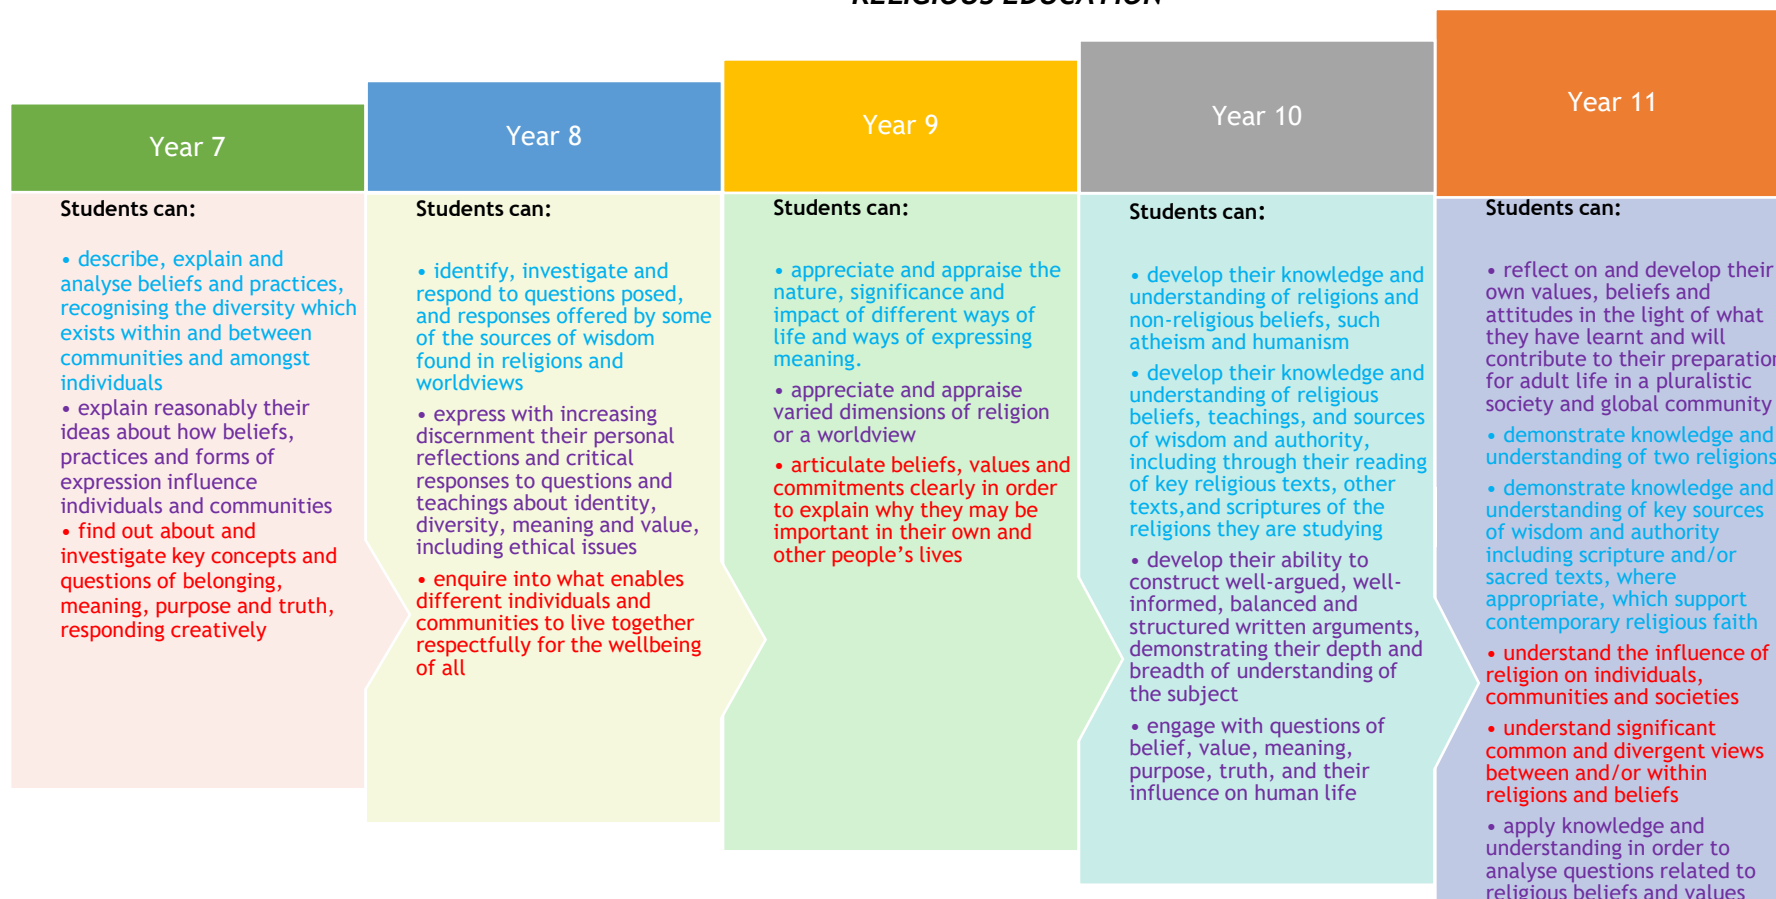 RELIGIOUS EDUCATION
Year 7
Students can:
• describe, explain and
analyse beliefs and practices,
recognising the diversity which
exists within and between
communities and amongst
individuals
• explain reasonably their
ideas about how beliefs,
practices and forms of
expression influence
individuals and communities
• find out about and
investigate key concepts and
questions of belonging,
meaning, purpose and truth,
responding creatively
Year 8
Students can:
• identify, investigate and
respond to questions posed,
and responses offered by some
of the sources of wisdom
found in religions and
worldviews
• express with increasing
discernment their personal
reflections and critical
responses to questions and
teachings about identity,
diversity, meaning and value,
including ethical issues
• enquire into what enables
different individuals and
communities to live together
respectfully for the wellbeing
of all
Year 9
Students can:
• appreciate and appraise the
nature, significance and
impact of different ways of
life and ways of expressing
meaning.
• appreciate and appraise
varied dimensions of religion
or a worldview
• articulate beliefs, values and
commitments clearly in order
to explain why they may be
important in their own and
other people's lives
Year 10
Students can:
• develop their knowledge and
understanding of religions and
non-religious beliefs, such
atheism and humanism
• develop their knowledge and
understanding of religious
beliefs, teachings, and sources
of wisdom and authority,
including through their reading
of key religious texts, other
texts,and scriptures of the
religions they are studying
• develop their ability to
construct well-argued, well-
informed, balanced and
structured written arguments,
demonstrating their depth and
breadth of understanding of
the subject
• engage with questions of
belief, value, meaning,
purpose, truth, and their
influence on human life
Year 11
Students can:
• reflect on and develop their
own values, beliefs and
attitudes in the light of what
they have learnt and will
contribute to their preparation
for adult life in a pluralistic
society and global community
• demonstrate knowledge and
understanding of two religions
• demonstrate knowledge and
understanding of key sources
of wisdom and authority
including scripture and/or
sacred texts, where
appropriate, which support
contemporary religious faith
• understand the influence of
religion on individuals,
communities and societies
• understand significant
common and divergent views
between and/or within
religions and beliefs
• apply knowledge and
understanding in order to
analyse questions related to
religious beliefs and values